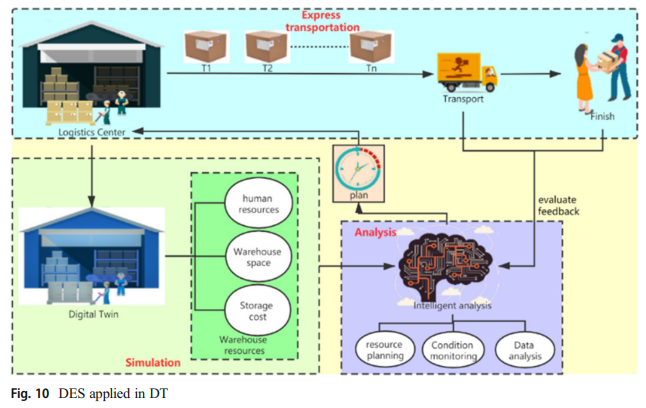 Express
transportation
T1
T2
Tn
Logistics Center
Transport
Finish
plan
evaluate
feedback
human
resources
Warehouse
space
Storage
cost
Warehouse
resources
Digital Twin
Simulation
Analysis
Intelligent analysis
resource
planning
Condition
monitoring
Data
analysis
Fig. 10 DES applied in DT